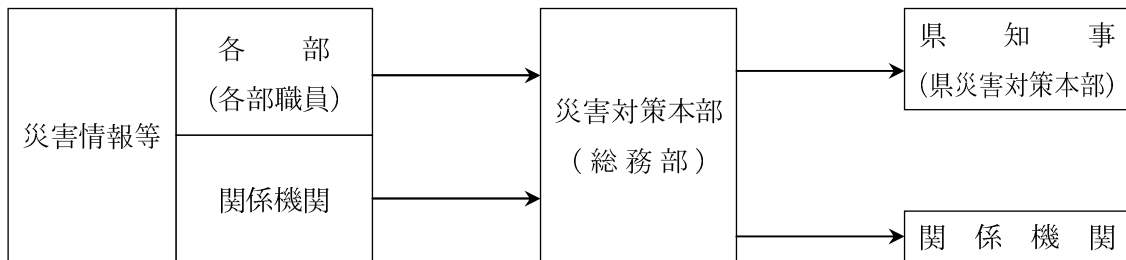 災害情報等
各部
(各部職員)
関係機関
災害対策本部
(総務部)
県知事
(県災害対策本部)
関係機関